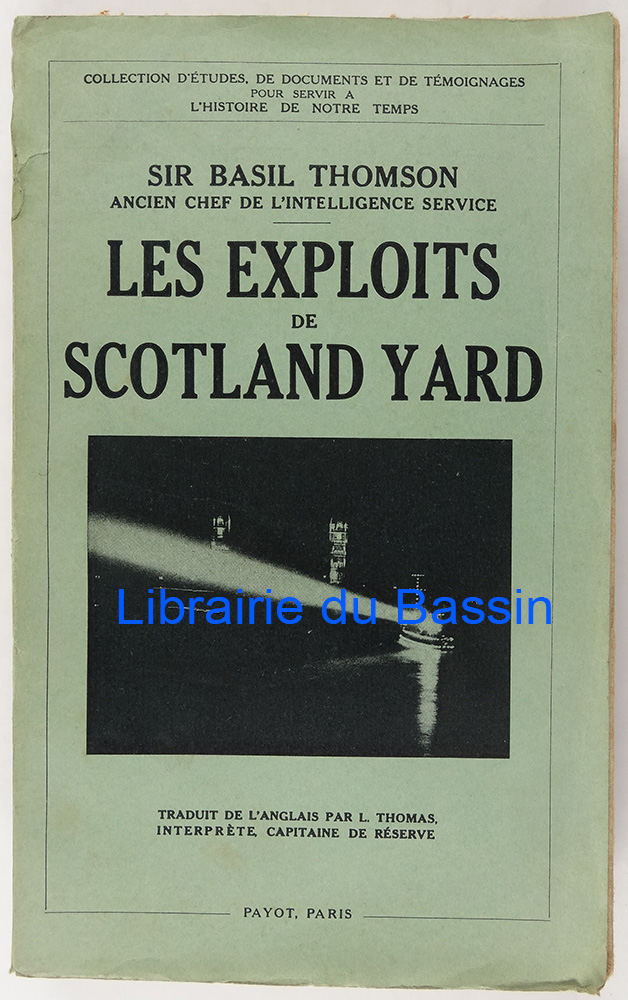 COLLECTION D'ÉTUDES, DE DOCUMENTS ET DE TÉMOIGNAGES
POUR SERVIR A
L'HISTOIRE DE NOTRE TEMPS
SIR BASIL THOMSON
ANCIEN CHEF DE L'INTELLIGENCE SERVICE
LES EXPLOITS
DE
SCOTLAND YARD
Librairie du Bassin
TRADUIT DE L'ANGLAIS PAR L. THOMAS,
INTERPRÈTE, CAPITAINE DE RÉSERVE
PAYOT, PARIS